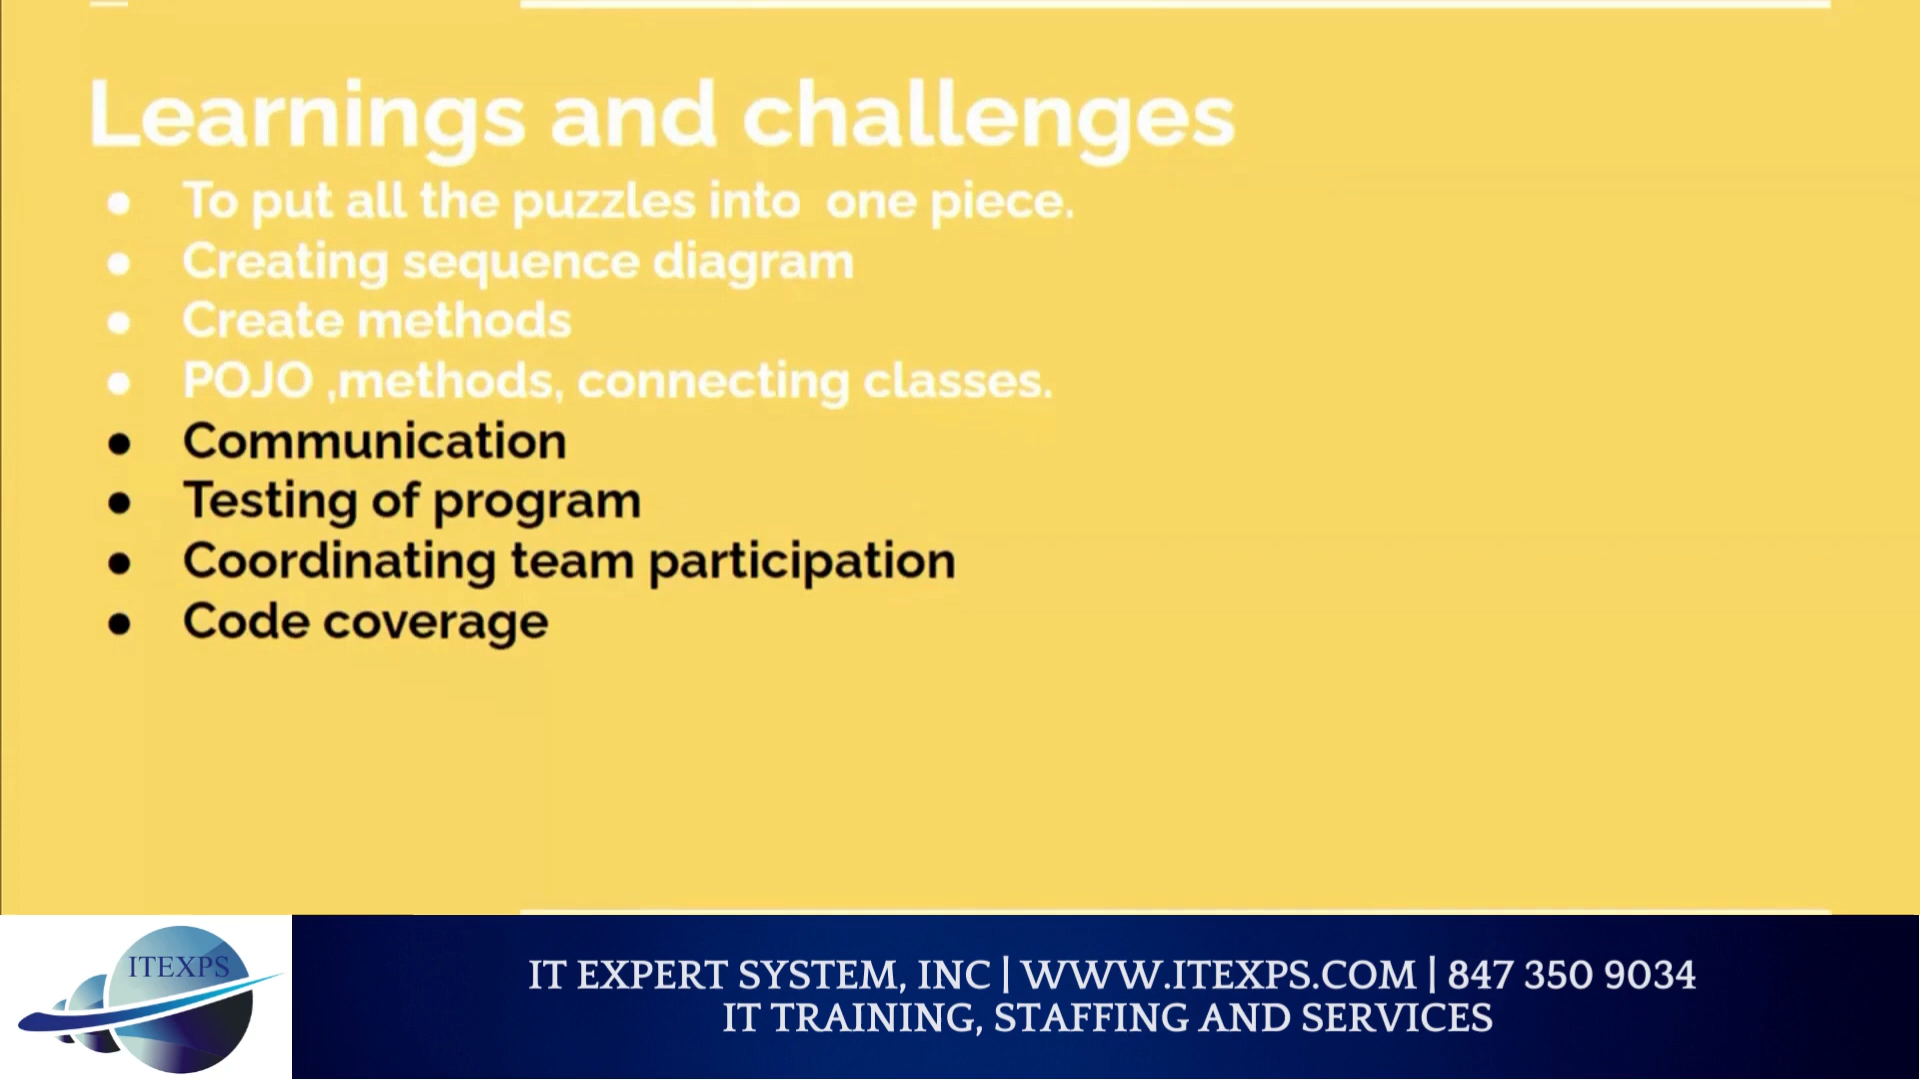 Learnings and challenges
● To put all the puzzles into one piece.
● Creating sequence diagram
● Create methods
● POJO ,methods, connecting classes.
● Communication
● Testing of program
● Coordinating team participation
● Code coverage
ITEXPS
IT EXPERT SYSTEM, INC | WWW.ITEXPS.COM | 847 350 9034
IT TRAINING, STAFFING AND SERVICES